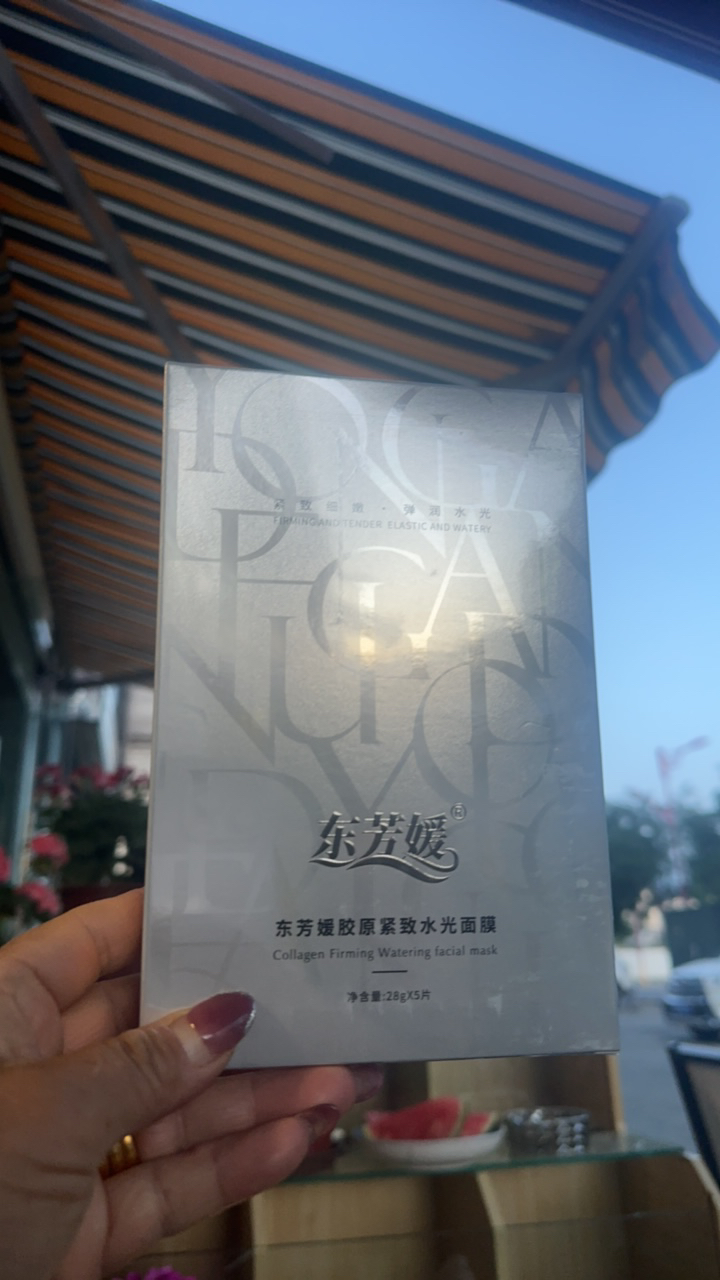 紧致细嫩·弹润水光
FIRMING AND TENDER ELASTIC AND WATERY
东芳媛®
东芳媛胶原紧致水光面膜
Collagen Firming Watering facial mask
净含量:28gX5片